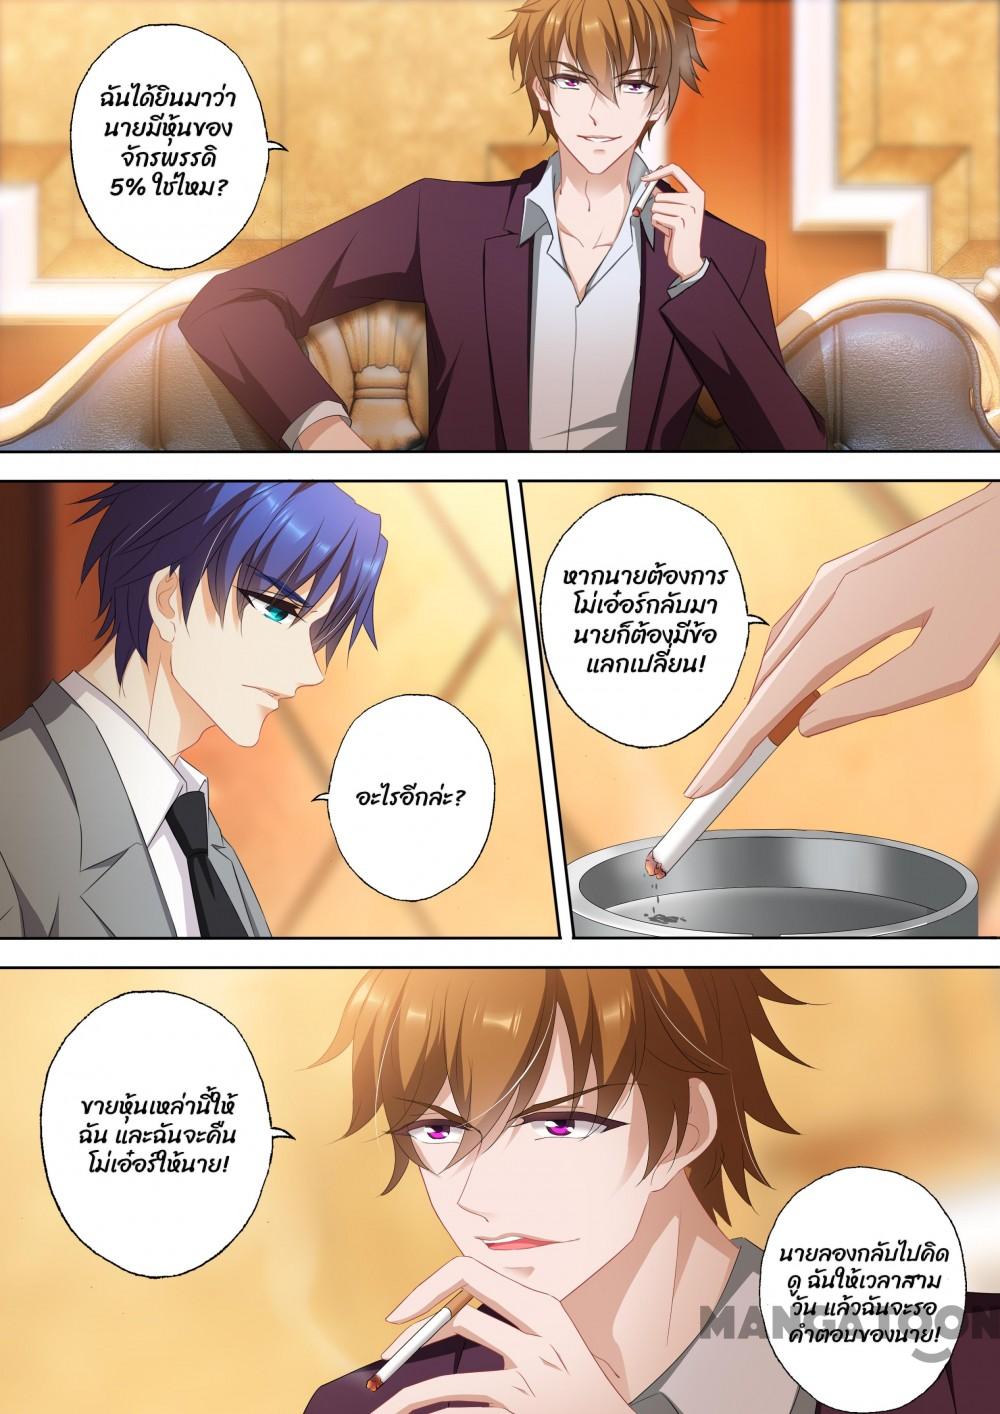 ฉันได้ยินมาว่า
นายมีหุ้นของ
จักรพรรดิ
5% ใช่ไหม?
หากนายต้องการ
โม่เอ๋อร์กลับมา
นายก็ต้องมีข้อ
แลกเปลี่ยน!
อะไรอีกล่ะ?
ขายหุ้นเหล่านี้ให้
ฉัน และฉันจะคืน
โม่เอ๋อร์ให้นาย!
นายลองกลับไปคิด
ดู ฉันให้เวลาสาม
วัน แล้วฉันจะรอ
คำตอบของนาย!
MANGATOON